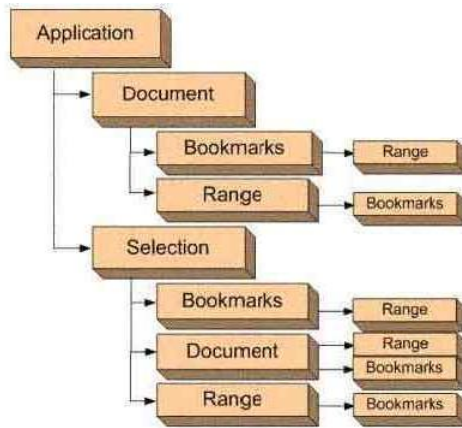 Application
Document
Bookmarks
Range
Range
Bookmarks
Selection
Bookmarks
Range
Document
Range
Bookmarks
Range
Bookmarks